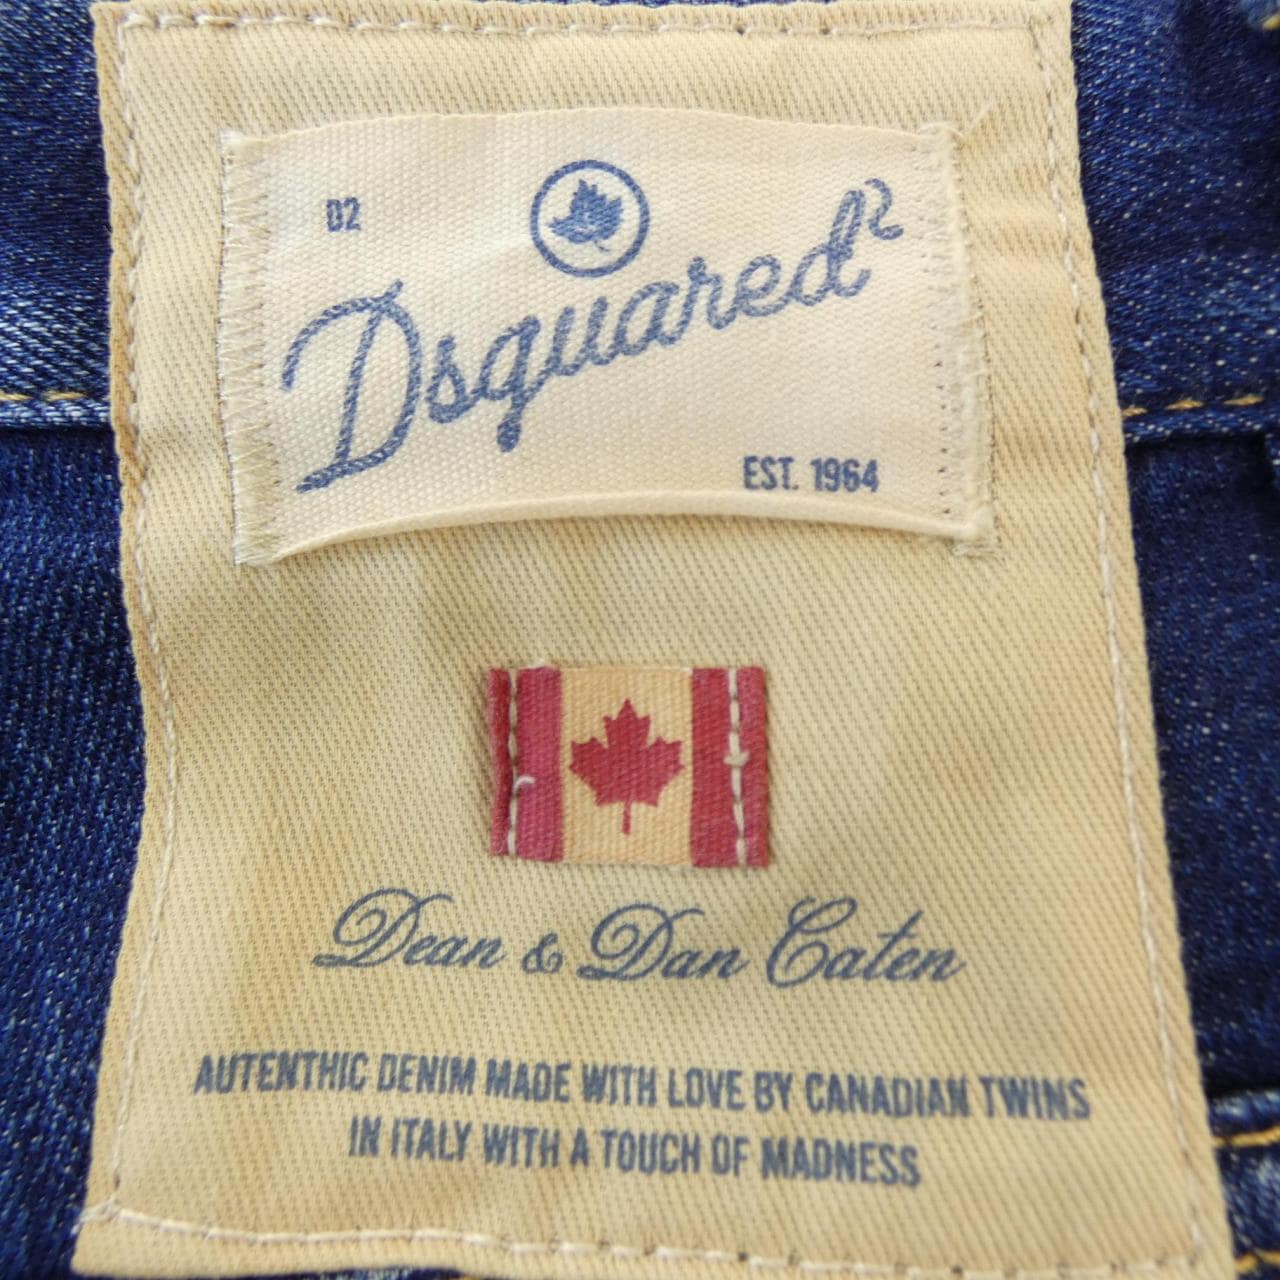 D2
Dsquared²
EST. 1964
Dean & Dan Caten
AUTENTHIC DENIM MADE WITH LOVE BY CANADIAN TWINS
IN ITALY WITH A TOUCH OF MADNESS